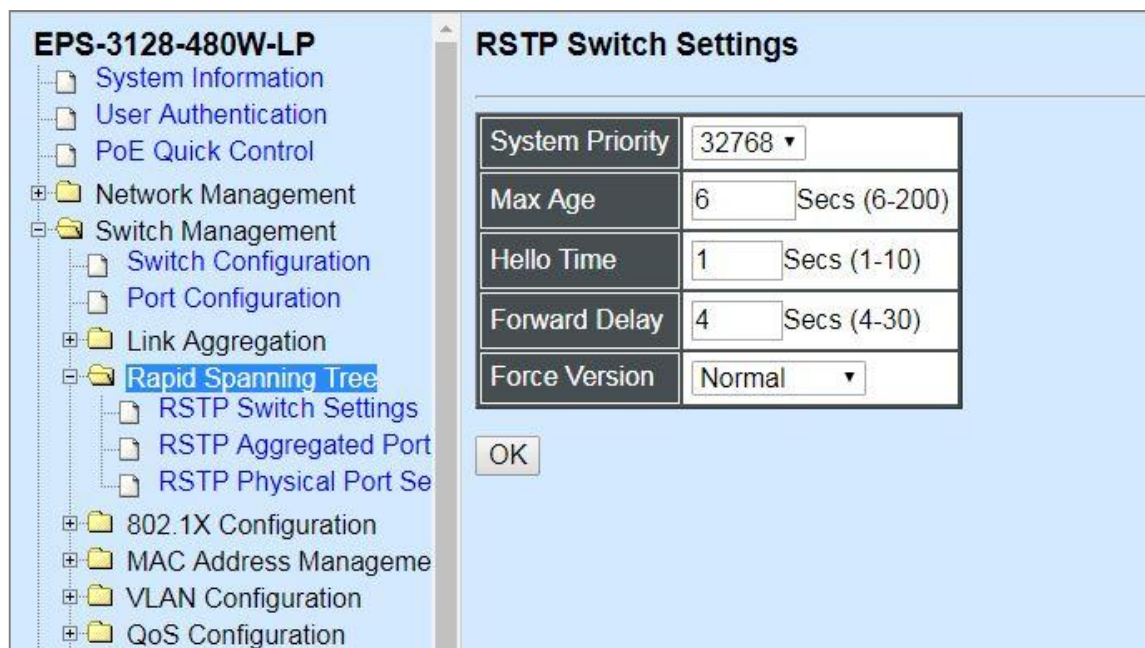 EPS-3128-480W-LP
System Information
User Authentication
PoE Quick Control
Network Management
Switch Management
Switch Configuration
Port Configuration
Link Aggregation
Rapid Spanning Tree
RSTP Switch Settings
RSTP Aggregated Port
RSTP Physical Port Se
802.1X Configuration
MAC Address Manageme
VLAN Configuration
QoS Configuration
RSTP Switch Settings
System Priority 32768
Max Age 6 Secs (6-200)
Hello Time 1 Secs (1-10)
Forward Delay 4 Secs (4-30)
Force Version Normal
OK